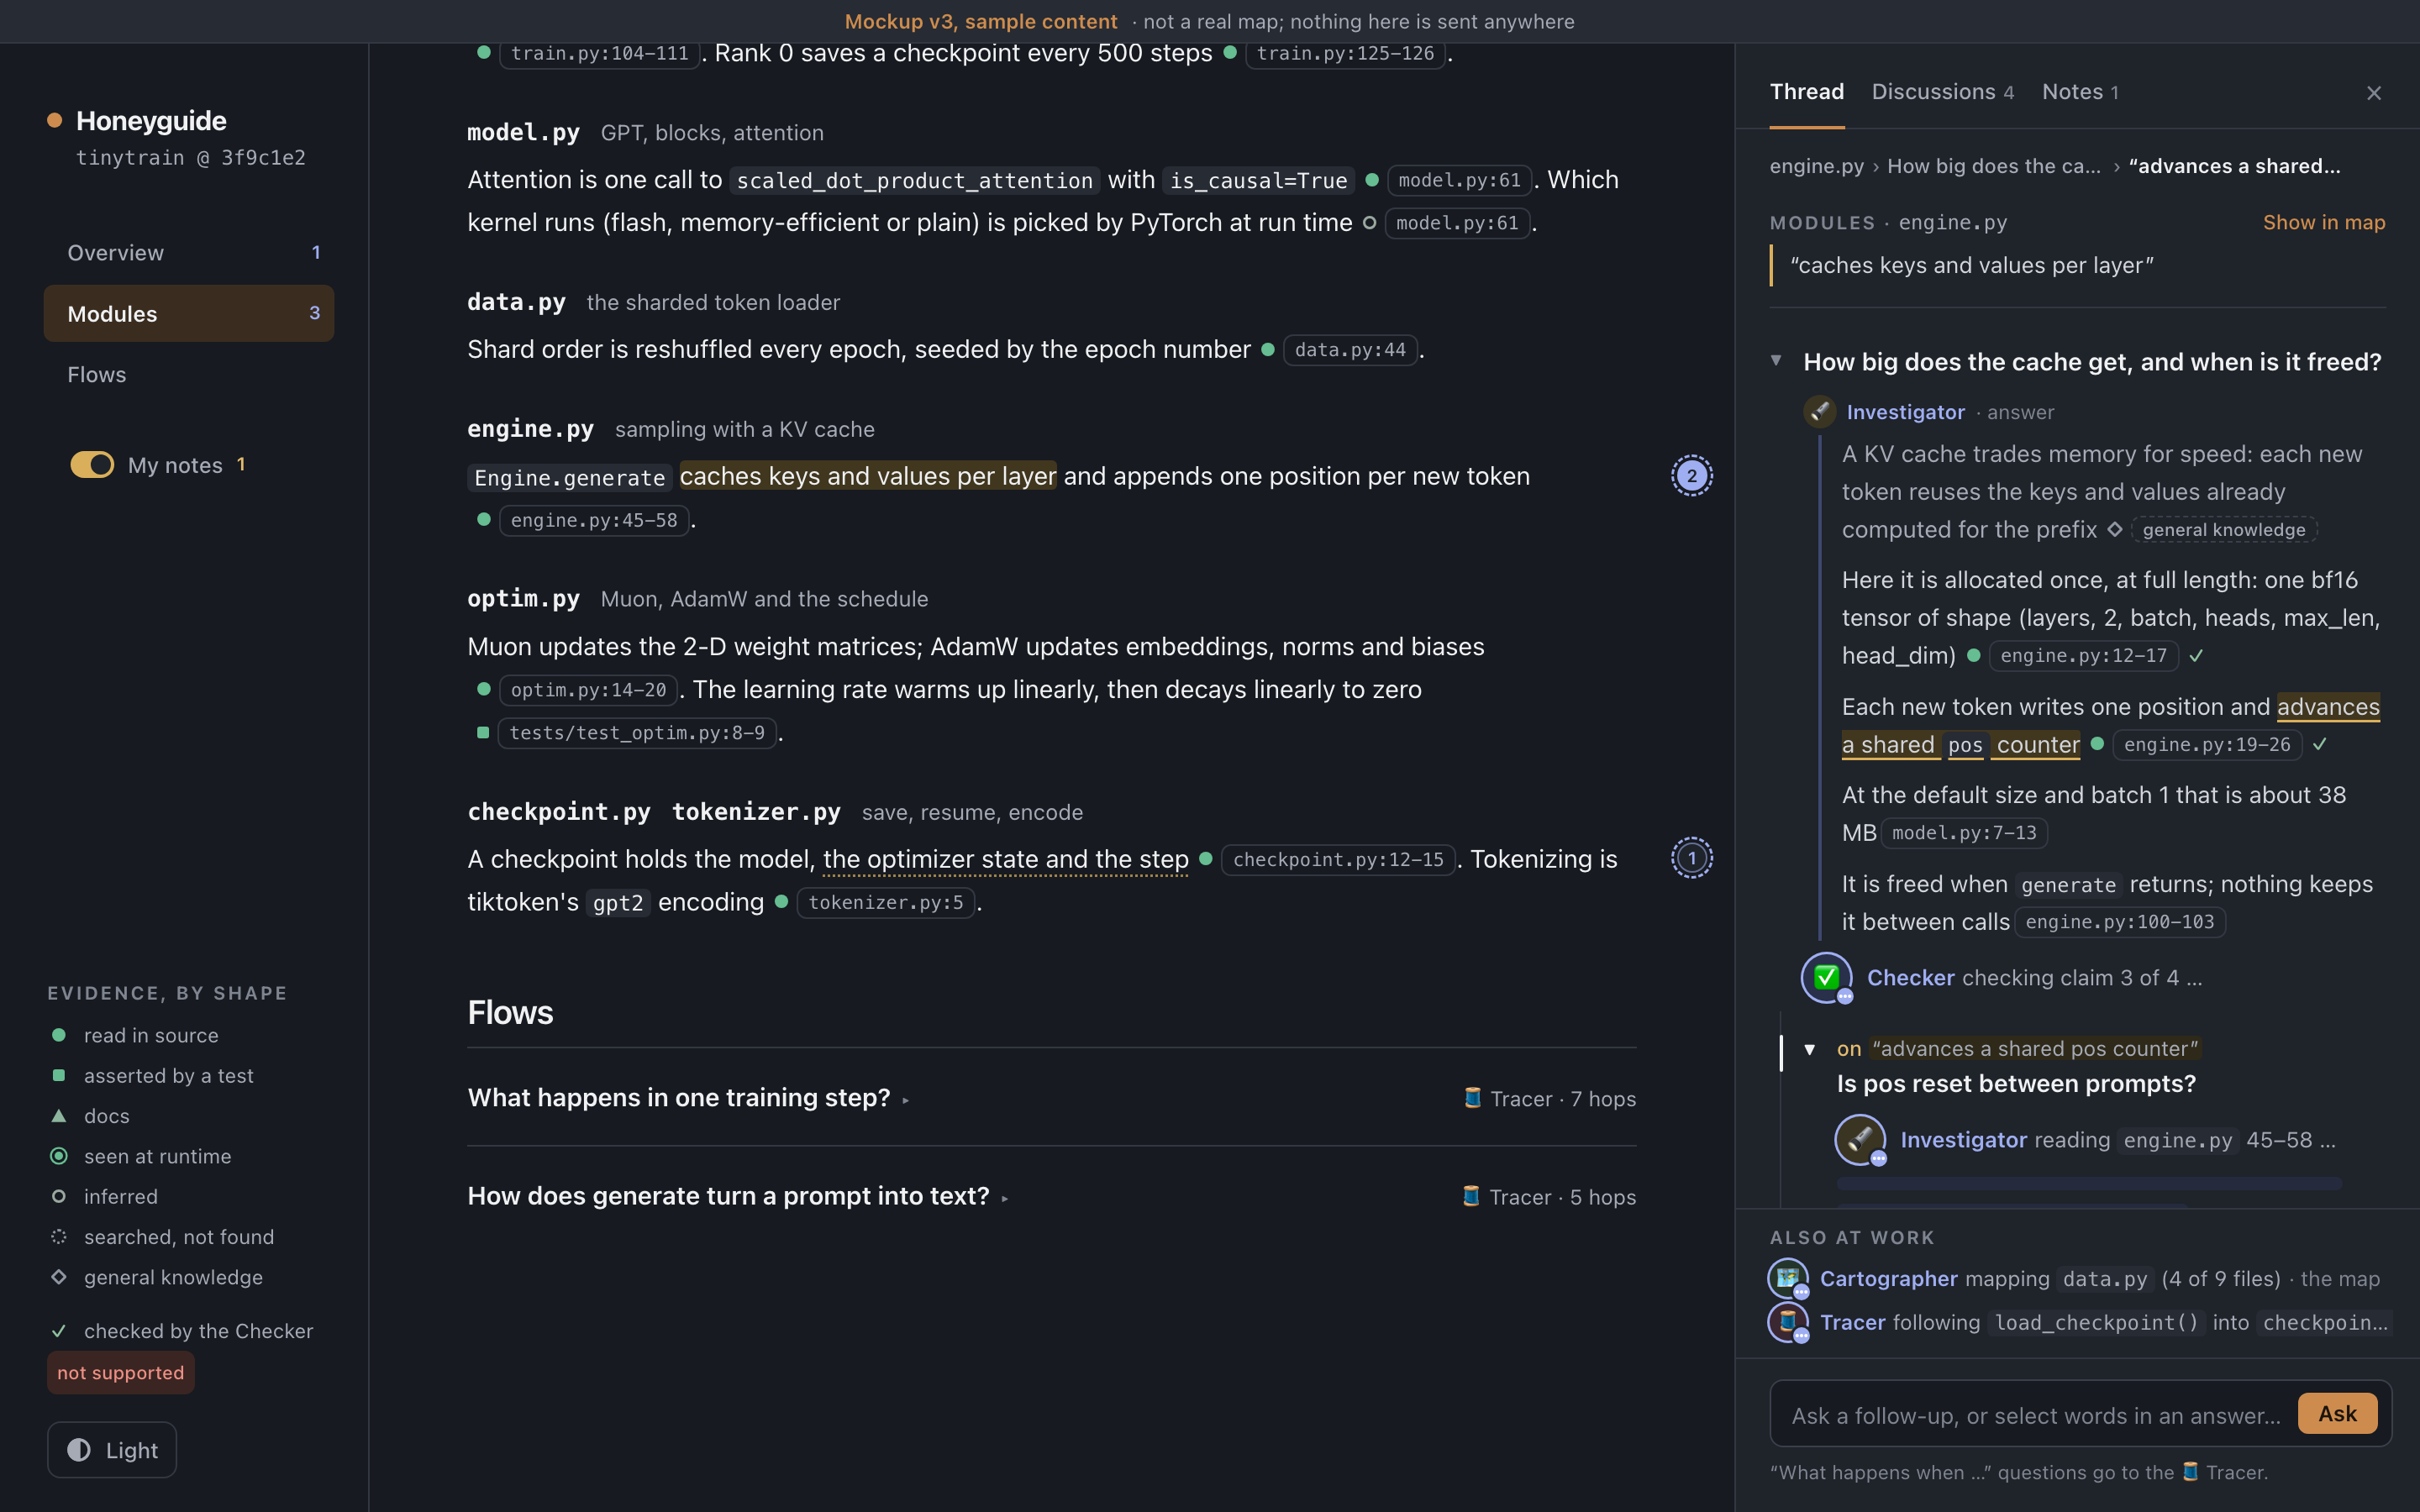 Mockup v3, sample content · not a real map; nothing here is sent anywhere
Honeyguide
tinytrain @ 3f9c1e2
Overview 1
Modules 3
Flows
My notes 1
EVIDENCE, BY SHAPE
read in source
asserted by a test
docs
seen at runtime
inferred
searched, not found
general knowledge
checked by the Checker
not supported
Light
train.py:104–111. Rank 0 saves a checkpoint every 500 steps train.py:125–126.
model.py GPT, blocks, attention
Attention is one call to scaled_dot_product_attention with is_causal=True model.py:61. Which
kernel runs (flash, memory-efficient or plain) is picked by PyTorch at run time model.py:61.
data.py the sharded token loader
Shard order is reshuffled every epoch, seeded by the epoch number data.py:44.
engine.py sampling with a KV cache
Engine.generate caches keys and values per layer and appends one position per new token
2
engine.py:45–58.
optim.py Muon, AdamW and the schedule
Muon updates the 2-D weight matrices; AdamW updates embeddings, norms and biases
optim.py:14–20. The learning rate warms up linearly, then decays linearly to zero
tests/test_optim.py:8–9.
checkpoint.py tokenizer.py save, resume, encode
A checkpoint holds the model, the optimizer state and the step checkpoint.py:12–15. Tokenizing is
1
tiktoken's gpt2 encoding tokenizer.py:5.
Flows
What happens in one training step? Tracer · 7 hops
How does generate turn a prompt into text? Tracer · 5 hops
Thread Discussions 4 Notes 1
engine.py › How big does the ca... › “advances a shared...
MODULES · engine.py Show in map
“caches keys and values per layer”
How big does the cache get, and when is it freed?
Investigator · answer
A KV cache trades memory for speed: each new
token reuses the keys and values already
computed for the prefix general knowledge
Here it is allocated once, at full length: one bf16
tensor of shape (layers, 2, batch, heads, max_len,
head_dim) engine.py:12–17 ✓
Each new token writes one position and advances
a shared pos counter engine.py:19–26 ✓
At the default size and batch 1 that is about 38
MB model.py:7–13
It is freed when generate returns; nothing keeps
it between calls engine.py:100–103
Checker checking claim 3 of 4 ...
on “advances a shared pos counter”
Is pos reset between prompts?
Investigator reading engine.py 45–58 ...
ALSO AT WORK
Cartographer mapping data.py (4 of 9 files) · the map
Tracer following load_checkpoint() into checkpoin...
Ask a follow-up, or select words in an answer... Ask
“What happens when ...” questions go to the Tracer.